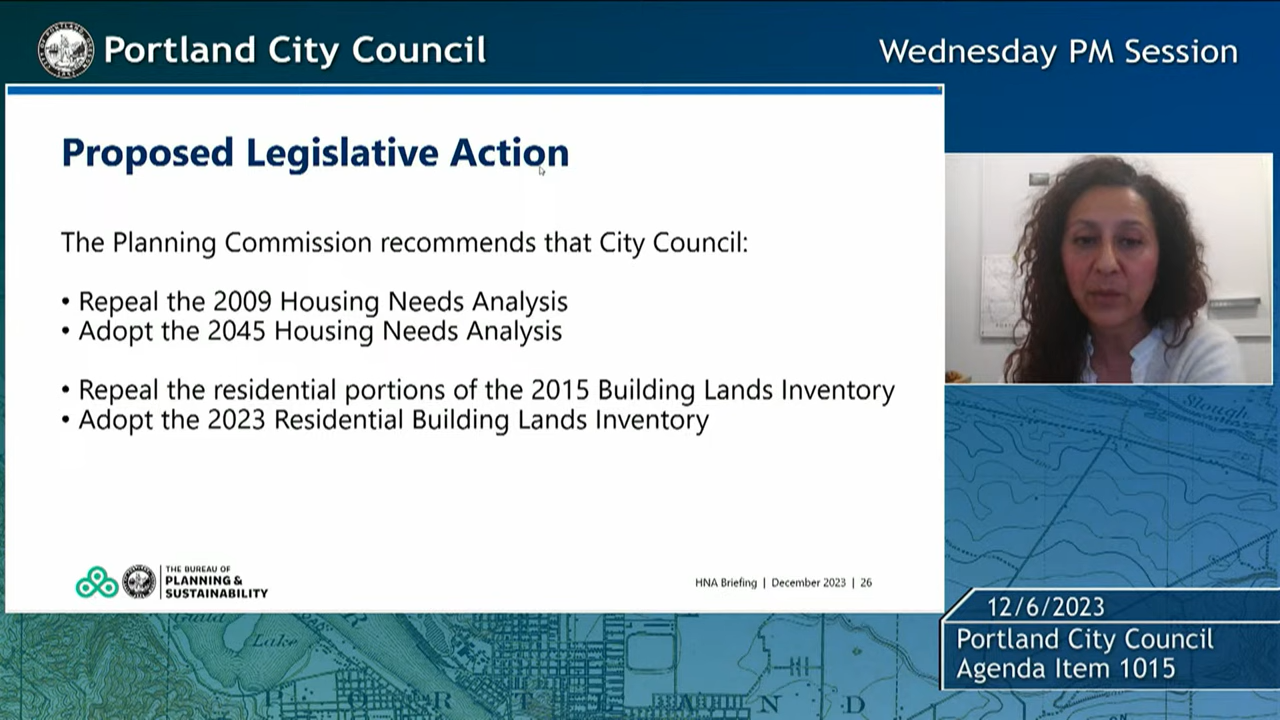 Portland City Council
Wednesday PM Session
Proposed Legislative Action
The Planning Commission recommends that City Council:
• Repeal the 2009 Housing Needs Analysis
• Adopt the 2045 Housing Needs Analysis
• Repeal the residential portions of the 2015 Building Lands Inventory
• Adopt the 2023 Residential Building Lands Inventory
THE BUREAU OF
PLANNING &
SUSTAINABILITY
HNA Briefing | December 2023 | 26
Slough
12/6/2023
Portland City Council
Agenda Item 1015
Guild
Lake
R T L A N D